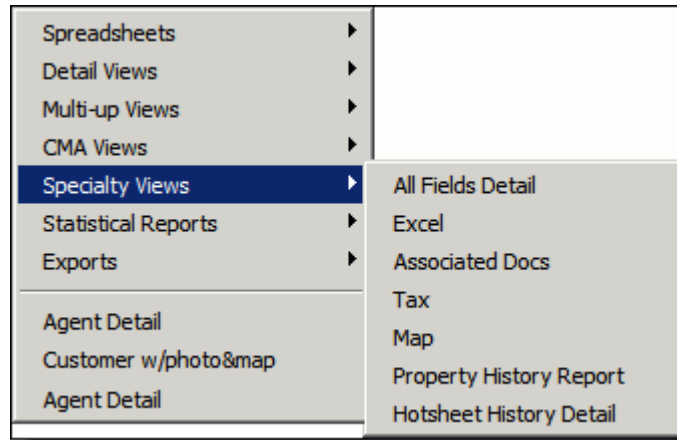 Spreadsheets
Detail Views
Multi-up Views
CMA Views
Specialty Views
Statistical Reports
Exports
Agent Detail
Customer w/photo&map
Agent Detail
All Fields Detail
Excel
Associated Docs
Tax
Map
Property History Report
Hotsheet History Detail